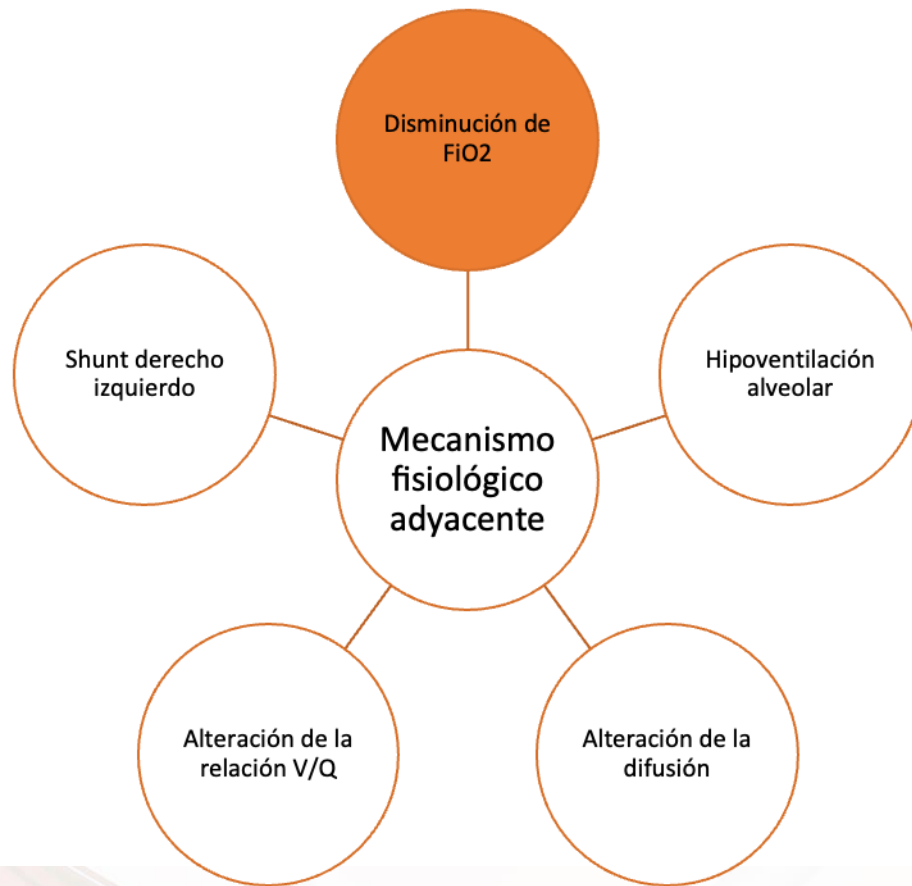 Disminución de
FiO2
Shunt derecho
izquierdo
Hipoventilación
alveolar
Mecanismo
fisiológico
adyacente
Alteración de la
relación V/Q
Alteración de la
difusión